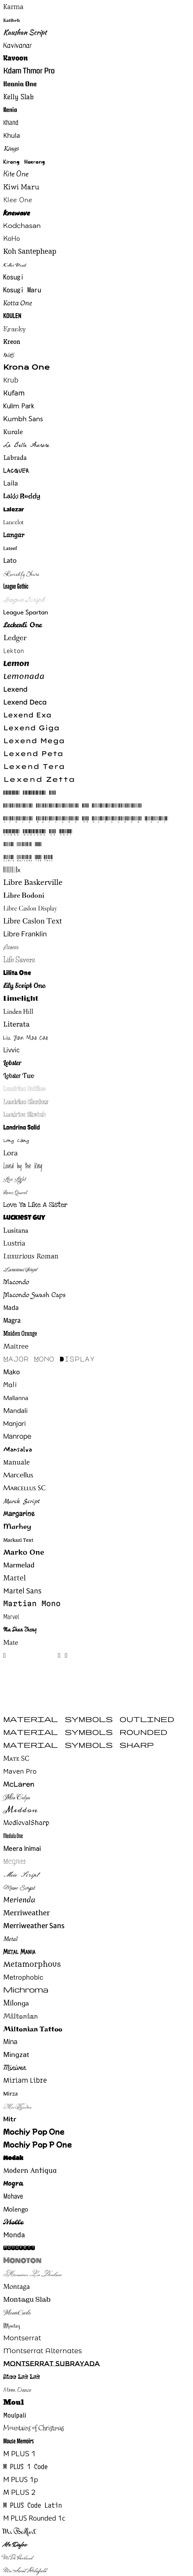 Karma
Katibeh
Kaushan Script
Kavivanar
Kavoon
Kdam Thmor Pro
Keania One
Kelly Slab
Kenia
Khand
Khula
Kings
Kirang Haerang
Kite One
Kiwi Maru
Klee One
Knewave
Kodchasan
KoHo
Koh Santepheap
Kolker Brush
Kosugi
Kosugi Maru
Kotta One
KOULEN
Kranky
Kreon
Kristi
Krona One
Krub
Kufam
Kulim Park
Kumbh Sans
Kurale
La Belle Aurore
Labrada
Lacquer
Laila
Lakki Reddy
Lalezar
Lancelot
Langar
Lateef
Lato
Lavishly Yours
League Gothic
League Script
League Spartan
Leckerli One
Ledger
Lekton
Lemon
Lemonada
Lexend
Lexend Deca
Lexend Exa
Lexend Giga
Lexend Mega
Lexend Peta
Lexend Tera
Lexend Zetta
Libre Baskerville
Libre Bodoni
Libre Caslon Display
Libre Caslon Text
Libre Franklin
Licorice
Life Savers
Lilita One
Lily Script One
Limelight
Linden Hill
Literata
Liu Jian Mao Cao
Livvic
Lobster
Lobster Two
Londrina Outline
Londrina Shadow
Londrina Sketch
Londrina Solid
Long Cang
Lora
Loved by the King
Love Light
Lovers Quarrel
Love Ya Like A Sister
LUCKIEST GUY
Lusitana
Lustria
Luxurious Roman
Luxurious Script
Macondo
Macondo Swash Caps
Mada
Magra
Maiden Orange
Maitree
MAJOR MONO DISPLAY
Mako
Mali
Mallanna
Mandali
Manjari
Manrope
Mansalva
Manuale
Marcellus
Marcellus SC
Marck Script
Margarine
Marhey
Markazi Text
Marko One
Marmelad
Martel
Martel Sans
Martian Mono
Marvel
Ma Shan Zheng
Mate
MATERIAL SYMBOLS OUTLINED
MATERIAL SYMBOLS ROUNDED
MATERIAL SYMBOLS SHARP
Mate SC
Maven Pro
McLaren
Mea Culpa
Meddon
MedievalSharp
Medula One
Meera Inimai
Megrim
Meie Script
Meow Script
Merienda
Merriweather
Merriweather Sans
Metal
Metal Mania
Metamorphous
Metrophobic
Michroma
Milonga
Miltonian
Miltonian Tattoo
Mina
Mingzat
Miniver
Miriam Libre
Mirza
Miss Fajardose
Mitr
Mochiy Pop One
Mochiy Pop P One
Modak
Modern Antiqua
Mogra
Mohave
Molengo
Molle
Monda
Monofett
MONOTON
Monsieur La Doulaise
Montaga
Montagu Slab
MonteCarlo
Montez
Montserrat
Montserrat Alternates
MONTSERRAT SUBRAYADA
Moo Lah Lah
Moon Dance
Moul
Moulpali
Mountains of Christmas
Mouse Memoirs
M PLUS 1
M PLUS 1 Code
M PLUS 1p
M PLUS 2
M PLUS Code Latin
M PLUS Rounded 1c
Mr Bedfort
Mr Dafoe
Mr De Haviland
Mrs Saint Delafield